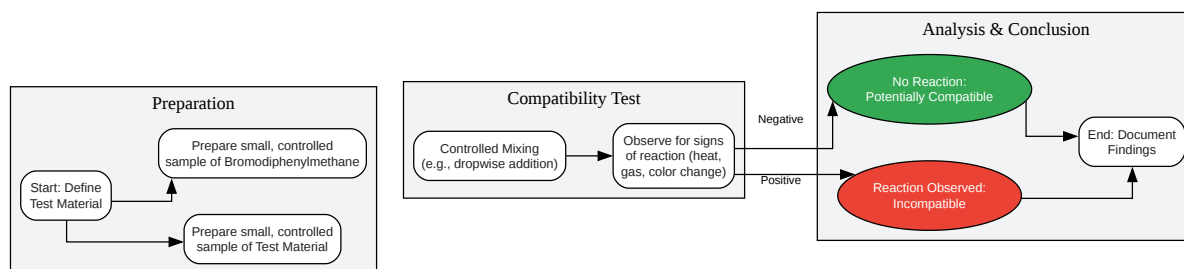 Preparation
Start: Define
Test Material
Prepare small, controlled
sample of Bromodiphenylmethane
Prepare small, controlled
sample of Test Material
Compatibility Test
Controlled Mixing
(e.g., dropwise addition)
Observe for signs
of reaction (heat,
gas, color change)
Negative
Positive
Analysis & Conclusion
No Reaction:
Potentially Compatible
Reaction Observed:
Incompatible
End: Document
Findings